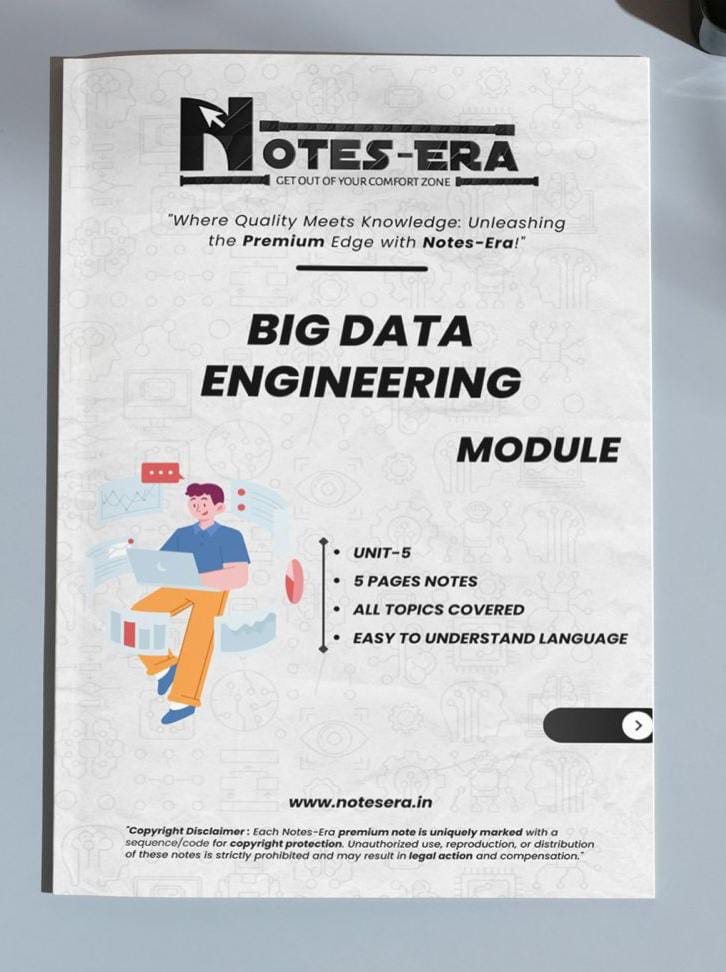 NOTES-ERA
GET OUT OF YOUR COMFORT ZONE
"Where Quality Meets Knowledge: Unleashing
the Premium Edge with Notes-Era!"
BIG DATA
ENGINEERING
MODULE
• UNIT-5
• 5 PAGES NOTES
• ALL TOPICS COVERED
• EASY TO UNDERSTAND LANGUAGE
www.notesera.in
"Copyright Disclaimer : Each Notes-Era premium note is uniquely marked with a
sequence/code for copyright protection. Unauthorized use, reproduction, or distribution
of these notes is strictly prohibited and may result in legal action and compensation."